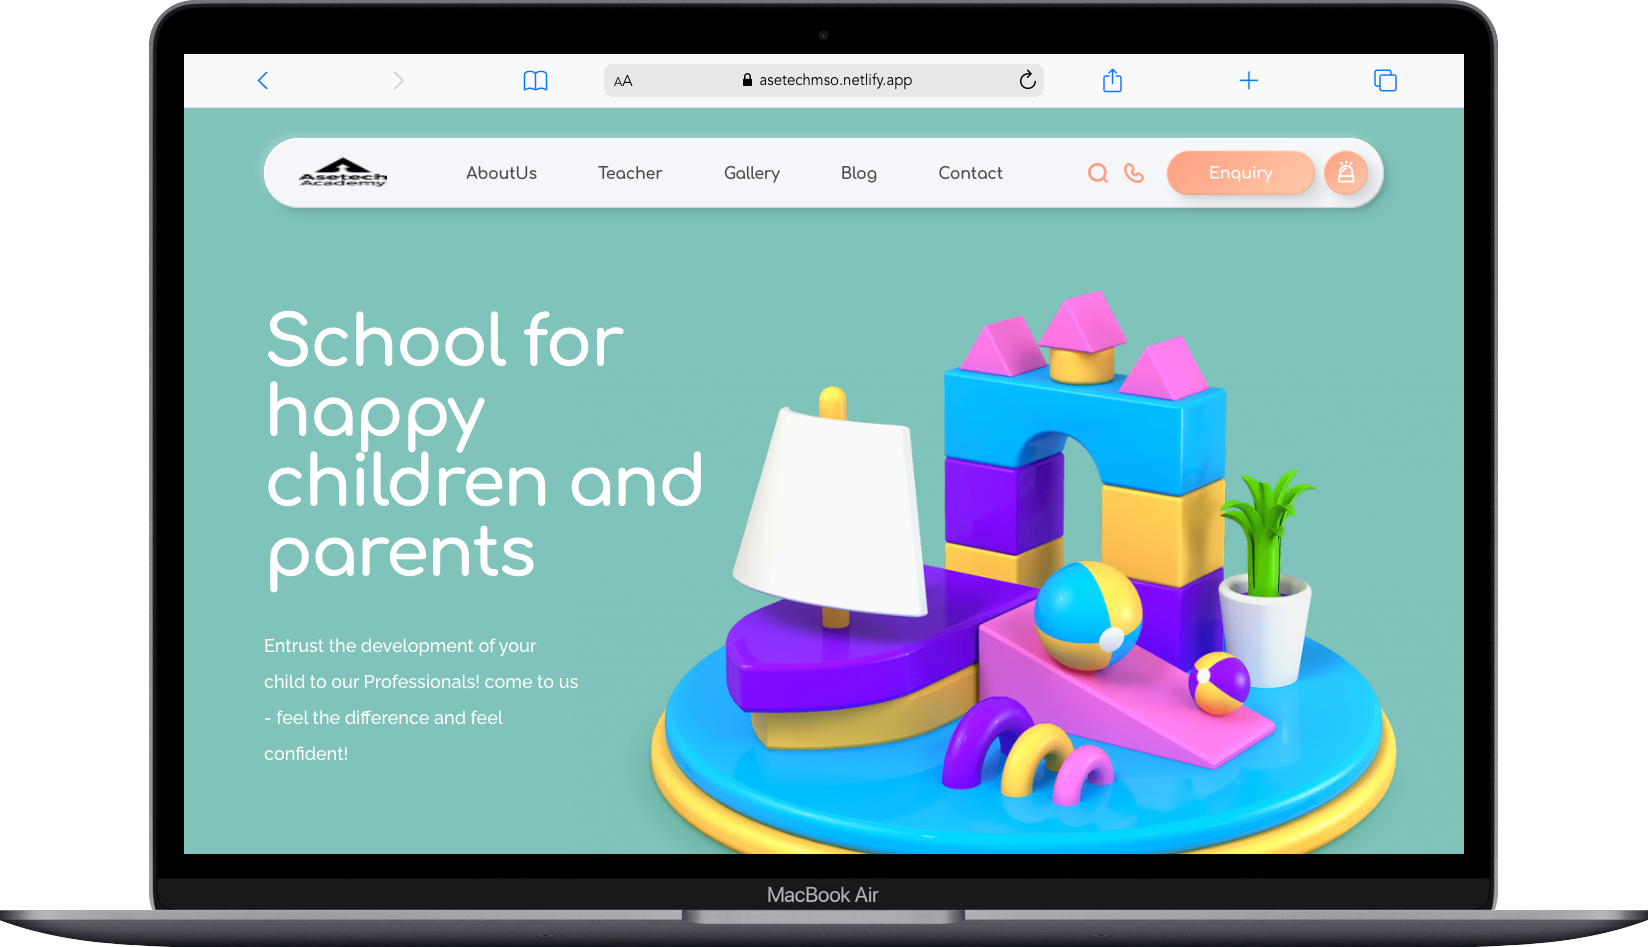 AA
asetechmso.netlify.app
Asetech
Academy
AboutUs
Teacher
Gallery
Blog
Contact
Enquiry
School for
happy
children and
parents
Entrust the development of your
child to our Professionals! come to us
- feel the difference and feel
confident!
MacBook Air